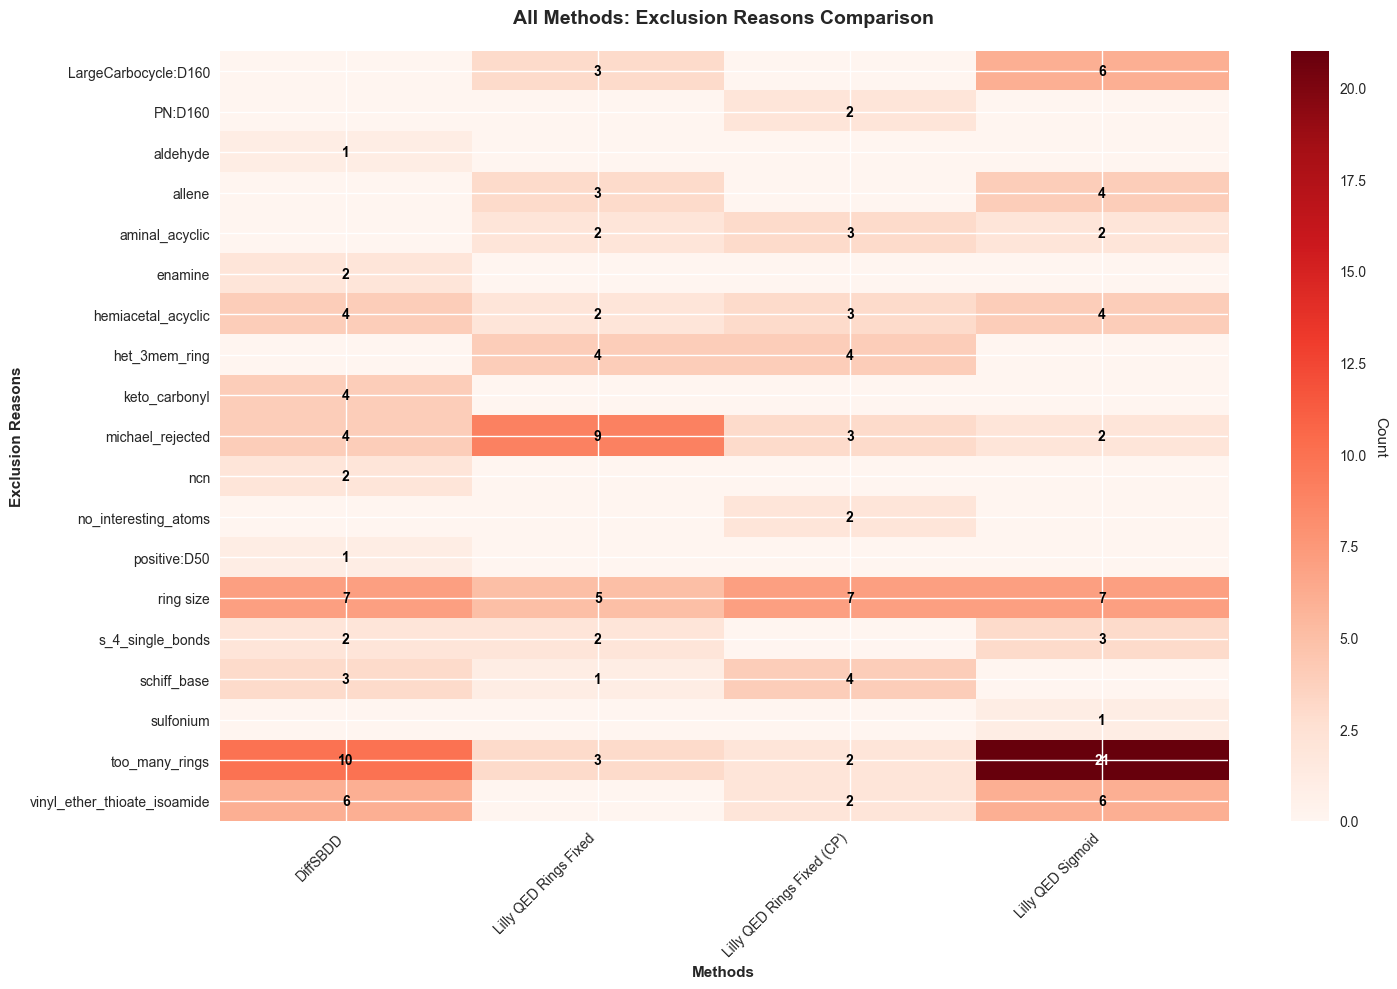 All Methods: Exclusion Reasons Comparison
LargeCarbocycle:D160 3 6
PN:D160 2
aldehyde 1
allene 3 4
aminal_acyclic 2 3 2
enamine 2
hemiacetal_acyclic 4 2 3 4
het_3mem_ring 4 4
keto_carbonyl 4
michael_rejected 4 9 3 2
ncn 2
no_interesting_atoms 2
positive:D50 1
ring size 7 5 7 7
s_4_single_bonds 2 2 3
schiff_base 3 1 4
sulfonium 1
too_many_rings 10 3 2 21
vinyl_ether_thioate_isoamide 6 2 6
Exclusion Reasons
DiffSBDD
Lilly QED Rings Fixed
Lilly QED Rings Fixed (CP)
Lilly QED Sigmoid
Methods
20.0
17.5
15.0
12.5
10.0
7.5
5.0
2.5
0.0
Count